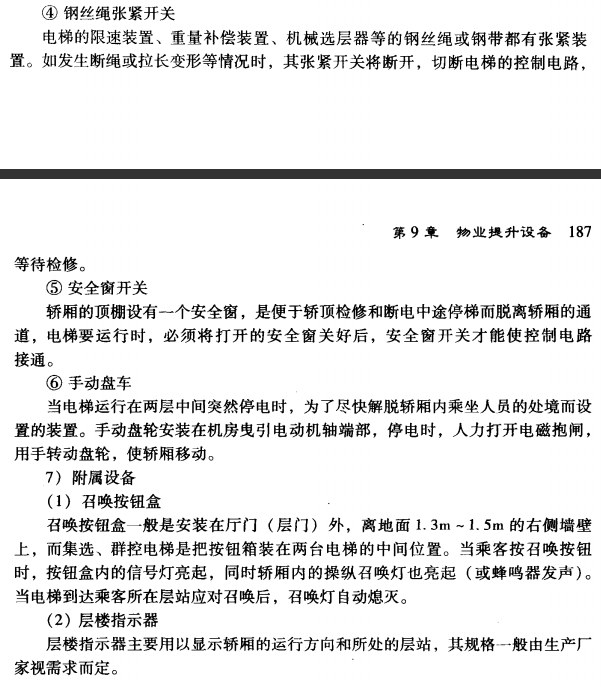 ④ 钢丝绳张紧开关
电梯的限速装置、重量补偿装置、机械选层器等的钢丝绳或钢带都有张紧装
置。如发生断绳或拉长变形等情况时，其张紧开关将断开，切断电梯的控制电路，
第9章 物业提升设备 187
等待检修。
⑤ 安全窗开关
轿厢的顶棚设有一个安全窗，是便于轿顶检修和断电中途停梯而脱离轿厢的通
道，电梯要运行时，必须将打开的安全窗关好后，安全窗开关才能使控制电路
接通。
⑥ 手动盘车
当电梯运行在两层中间突然停电时，为了尽快解脱轿厢内乘坐人员的处境而设
置的装置。手动盘轮安装在机房曳引电动机轴端部，停电时，人力打开电磁抱闸，
用手转动盘轮，使轿厢移动。
7）附属设备
（1）召唤按钮盒
召唤按钮盒一般是安装在厅门（层门）外，离地面 1.3m～1.5m 的右侧墙壁
上，而集选、群控电梯是把按钮箱装在两台电梯的中间位置。当乘客按召唤按钮
时，按钮盒内的信号灯亮起，同时轿厢内的操纵召唤灯也亮起（或蜂鸣器发声）。
当电梯到达乘客所在层站应对召唤后，召唤灯自动熄灭。
（2）层楼指示器
层楼指示器主要用以显示轿厢的运行方向和所处的层站，其规格一般由生产厂
家视需求而定。